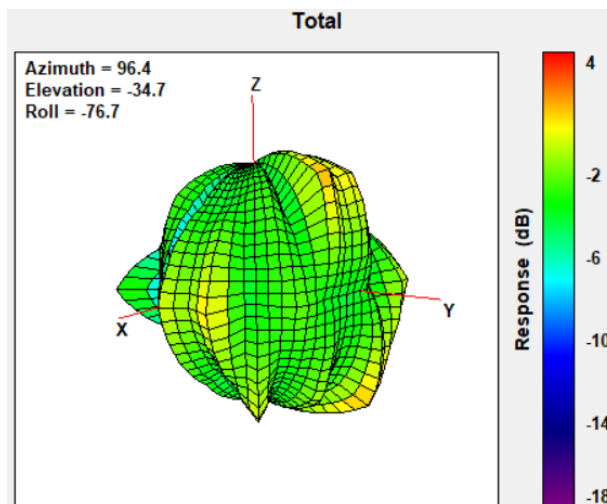 Total
Azimuth = 96.4
Elevation = -34.7
Roll = -76.7
Z
X
Y
Response (dB)
4
-2
-6
-10
-14
-18